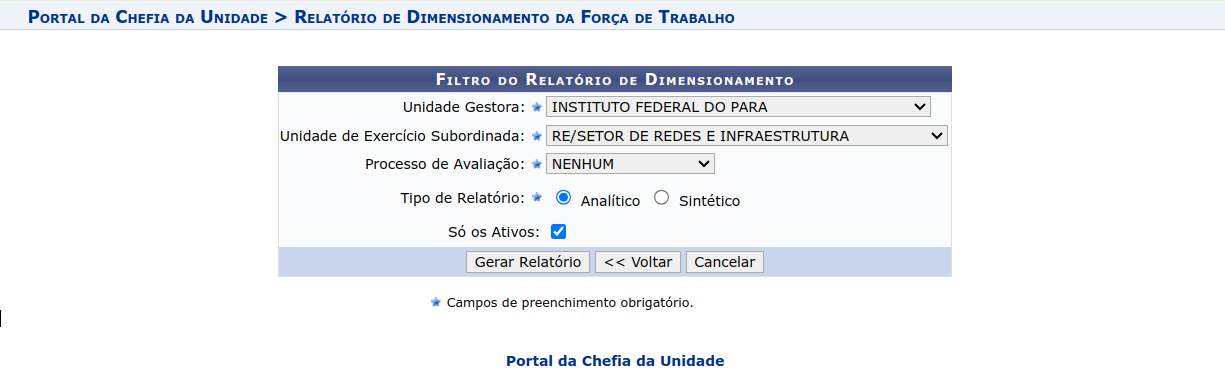 Portal da Chefia da Unidade > Relatório de Dimensionamento da Força de Trabalho
Filtro do Relatório de Dimensionamento
Unidade Gestora: INSTITUTO FEDERAL DO PARA
Unidade de Exercício Subordinada: RE/SETOR DE REDES E INFRAESTRUTURA
Processo de Avaliação: NENHUM
Tipo de Relatório: Analítico Sintético
Só os Ativos:
Gerar Relatório << Voltar Cancelar
Campos de preenchimento obrigatório.
Portal da Chefia da Unidade